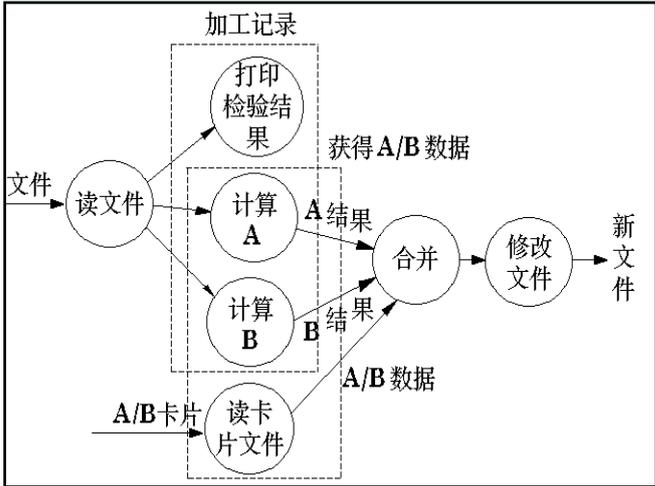 加工记录
打印
检验结
果
获得A/B数据
文件
读文件
计算
A
A结果
合并
修改
文件
新
文
件
计算
B
B结果
A/B数据
A/B卡片
读卡
片文件